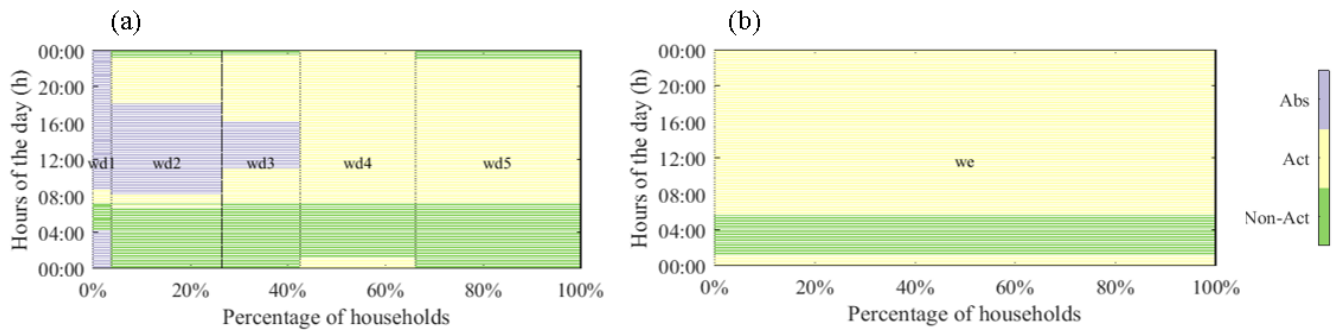 (a)
(b)
00:00
20:00
16:00
12:00
08:00
04:00
00:00
Hours of the day (h)
wd1
wd2
wd3
wd4
wd5
0%
20%
40%
60%
80%
100%
Percentage of households
00:00
20:00
16:00
12:00
08:00
04:00
00:00
Hours of the day (h)
we
0%
20%
40%
60%
80%
100%
Percentage of households
Abs
Act
Non-Act